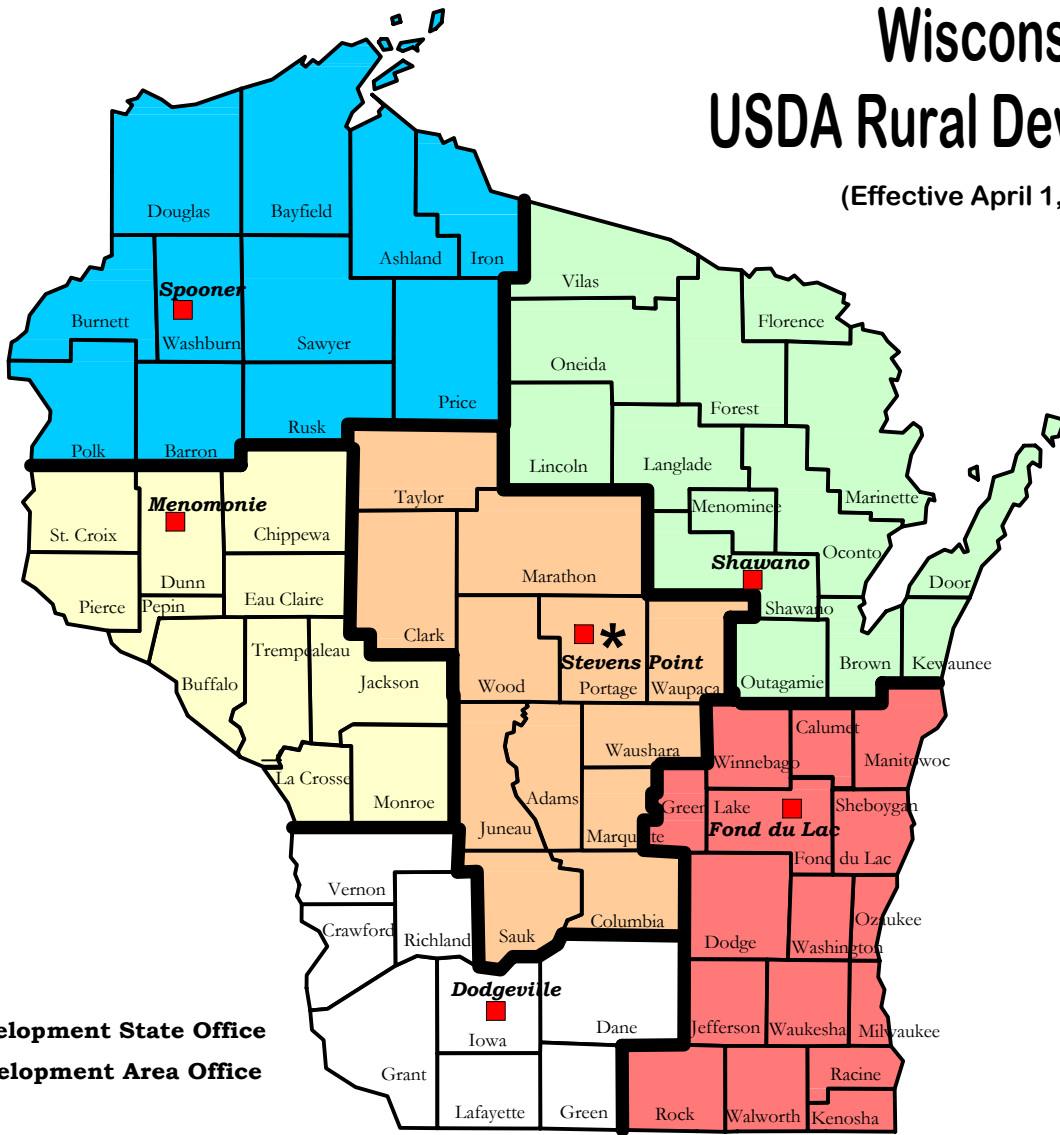 Wiscons
USDA Rural Dev
(Effective April 1,
Douglas
Bayfield
Ashland
Iron
Vilas
Spooner
Burnett
Washburn
Sawyer
Florence
Oneida
Price
Forest
Rusk
Polk
Barron
Lincoln
Langlade
Taylor
Marinette
Menomonie
Menominee
St. Croix
Chippewa
Oconto
Shawano
Marathon
Dunn
Door
Pierce
Pepin
Eau Claire
Shawano
Clark
*
Trempealeau
Stevens Point
Brown
Kewaunee
Buffalo
Jackson
Wood
Portage
Waupaca
Outagamie
Calumet
Waushara
Winnebago
Manitowoc
La Crosse
Monroe
Adams
Green Lake
Sheboygan
Juneau
Marquette
Fond du Lac
Fond du Lac
Vernon
Columbia
Ozaukee
Crawford
Richland
Sauk
Dodge
Washington
Dodgeville
elopment State Office
Iowa
Dane
Jefferson
Waukesha
Milwaukee
elopment Area Office
Grant
Racine
Lafayette
Green
Rock
Walworth
Kenosha